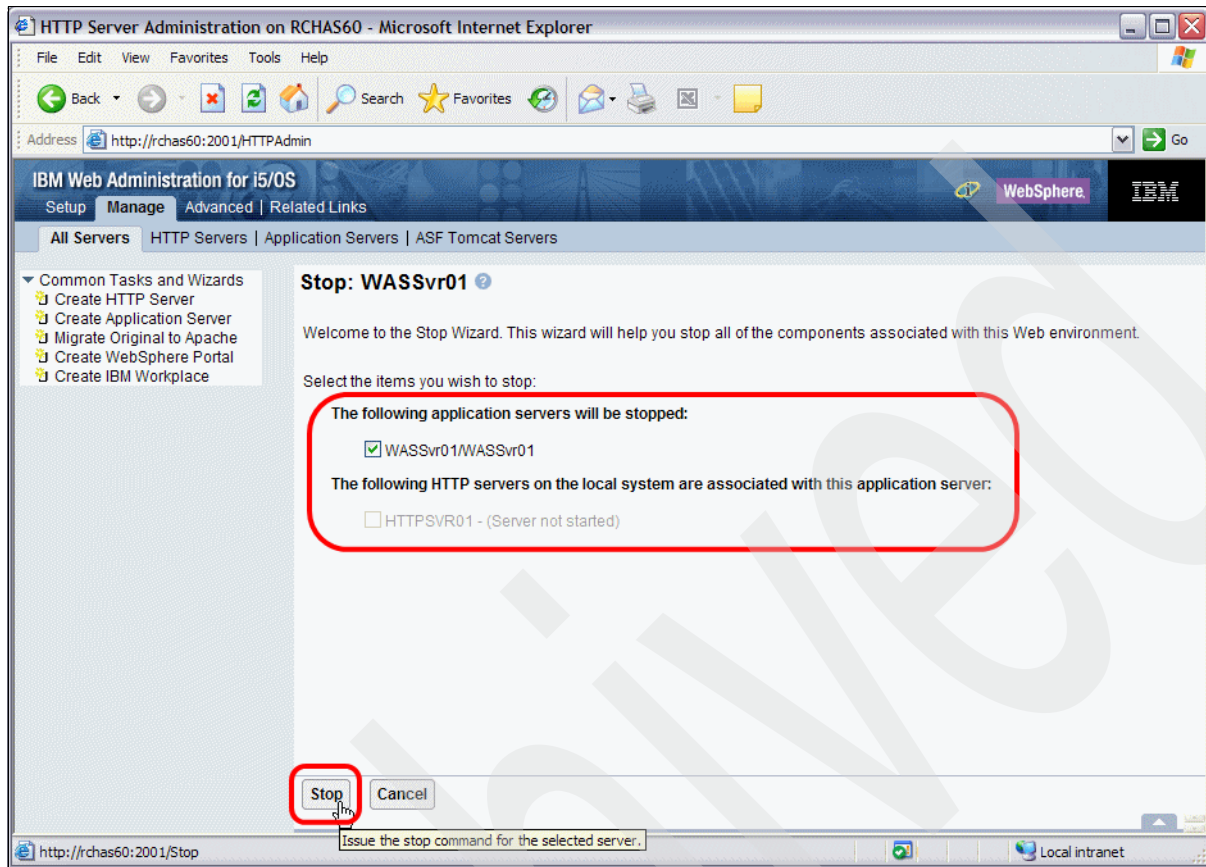 HTTP Server Administration on RCHAS60 - Microsoft Internet Explorer
File Edit View Favorites Tools Help
Back Search Favorites
Address http://rchas60:2001/HTTPAdmin Go
IBM Web Administration for i5/OS
WebSphere. IBM
Setup Manage Advanced | Related Links
All Servers HTTP Servers | Application Servers | ASF Tomcat Servers
Common Tasks and Wizards
Create HTTP Server
Create Application Server
Migrate Original to Apache
Create WebSphere Portal
Create IBM Workplace
Stop: WASSvr01 ?
Welcome to the Stop Wizard. This wizard will help you stop all of the components associated with this Web environment.
Select the items you wish to stop:
The following application servers will be stopped:
WASSvr01/WASSvr01
The following HTTP servers on the local system are associated with this application server:
HTTPSVR01 - (Server not started)
Stop Cancel
Issue the stop command for the selected server.
http://rchas60:2001/Stop Local intranet